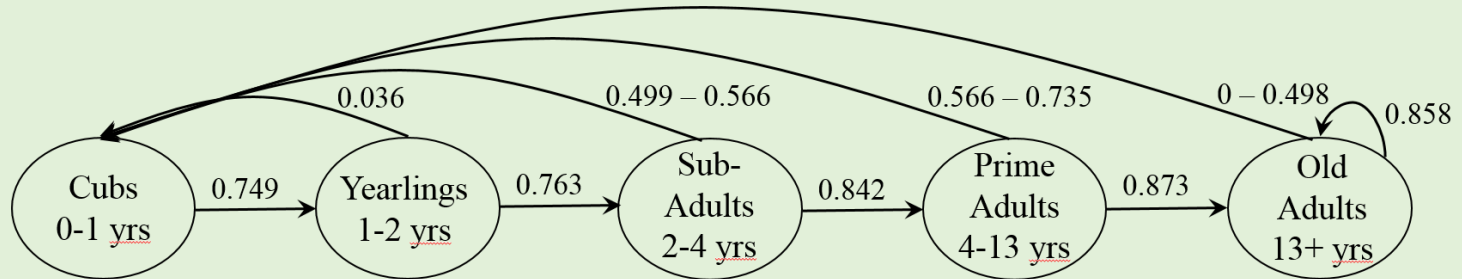 0.036
0.499 – 0.566
0.566 – 0.735
0 – 0.498
0.858
Cubs
0-1 yrs
0.749
Yearlings
1-2 yrs
0.763
Sub-
Adults
2-4 yrs
0.842
Prime
Adults
4-13 yrs
0.873
Old
Adults
13+ yrs